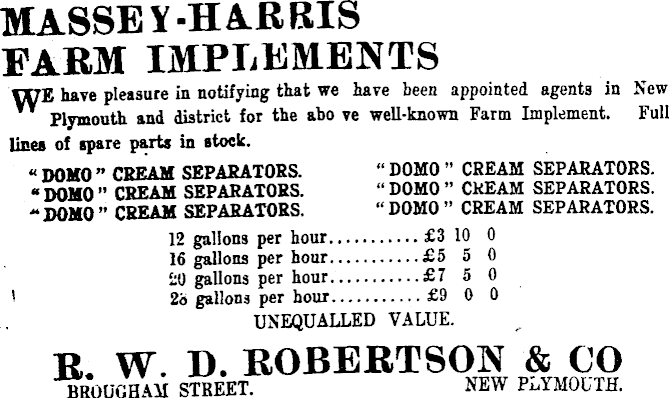 MASSEY-HARRIS
FARM IMPLEMENTS
WE have pleasure in notifying that we have been appointed agents in New
Plymouth and district for the abo ve well-known Farm Implement. Full
lines of spare parts in stock.
"DOMO" CREAM SEPARATORS. "DOMO" CREAM SEPARATORS.
"DOMO" CREAM SEPARATORS. "DOMO" CREAM SEPARATORS.
"DOMO" CREAM SEPARATORS. "DOMO" CREAM SEPARATORS.
12 gallons per hour...........£3 10 0
16 gallons per hour...........£5 5 0
20 gallons per hour...........£7 5 0
gallons per hour...........£9 0 0
UNEQUALLED VALUE.
R. W. D. ROBERTSON & CO
BROUGHAM STREET. NEW PLYMOUTH.